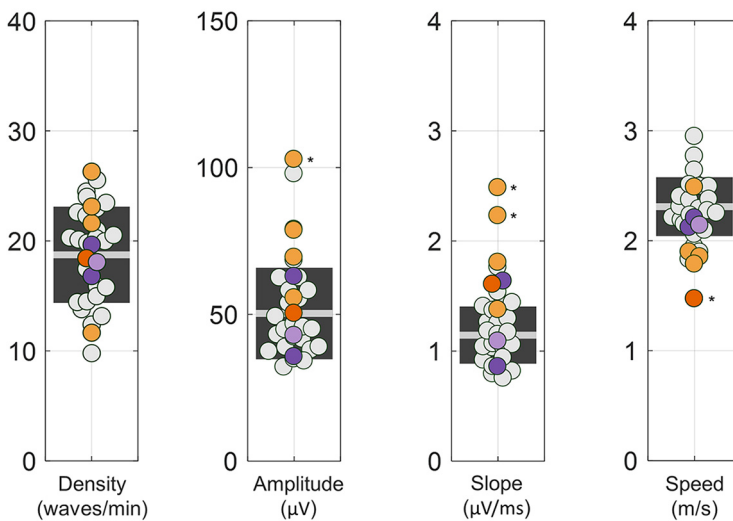 40
30
20
10
0
Density
(waves/min)
150
100
50
0
*
Amplitude
(μV)
4
3
2
1
0
*
*
Slope
(μV/ms)
4
3
2
1
0
*
Speed
(m/s)